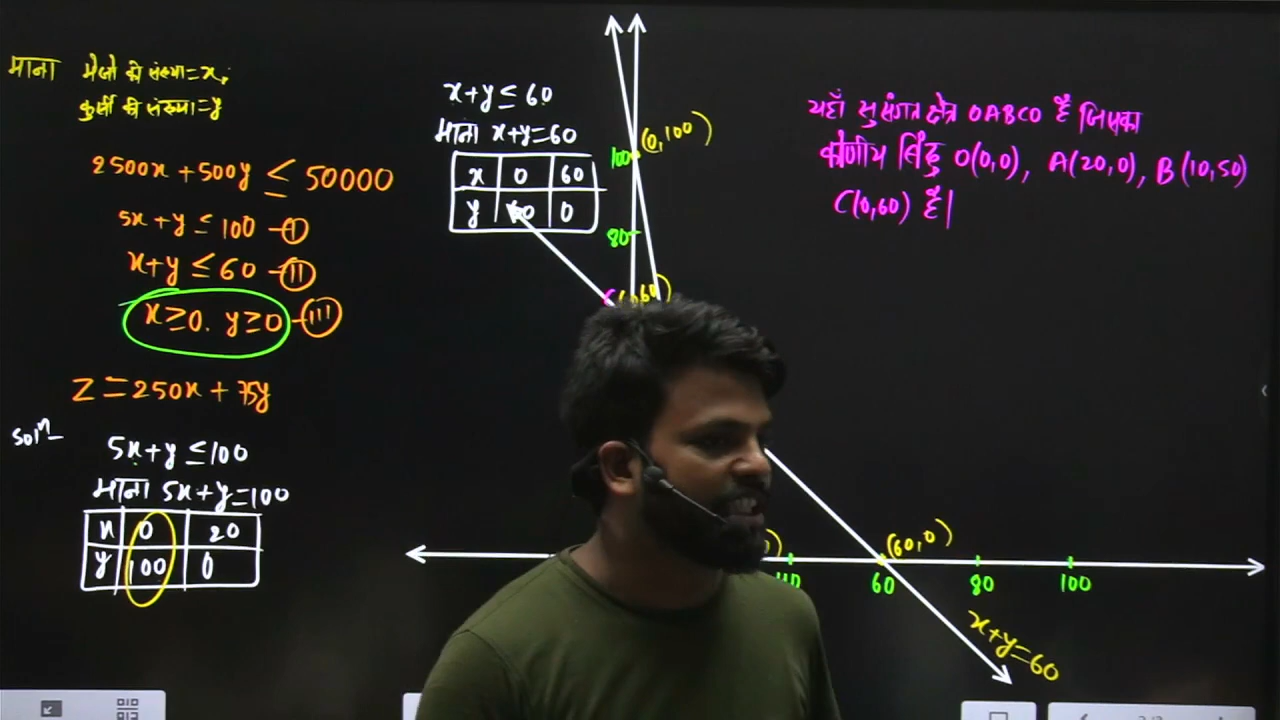 माना मेजो की संख्या = x,
कुर्सी की संख्या = y
2500x + 500y ≤ 50000
5x + y ≤ 100 -(I)
x + y ≤ 60 -(II)
x ≥ 0, y ≥ 0 -(III)
Z = 250x + 75y
Solⁿ-
5x + y ≤ 100
माना 5x + y = 100
x 0 20
y 100 0
x + y ≤ 60
माना x + y = 60
x 0 60
y 60 0
(0,100)
100
80
(60,0)
60 80 100
x + y = 60
यहाँ सुसंगत क्षेत्र OABCO है जिसका
कोणीय बिंदु O(0,0), A(20,0), B(10,50)
C(0,60) है|